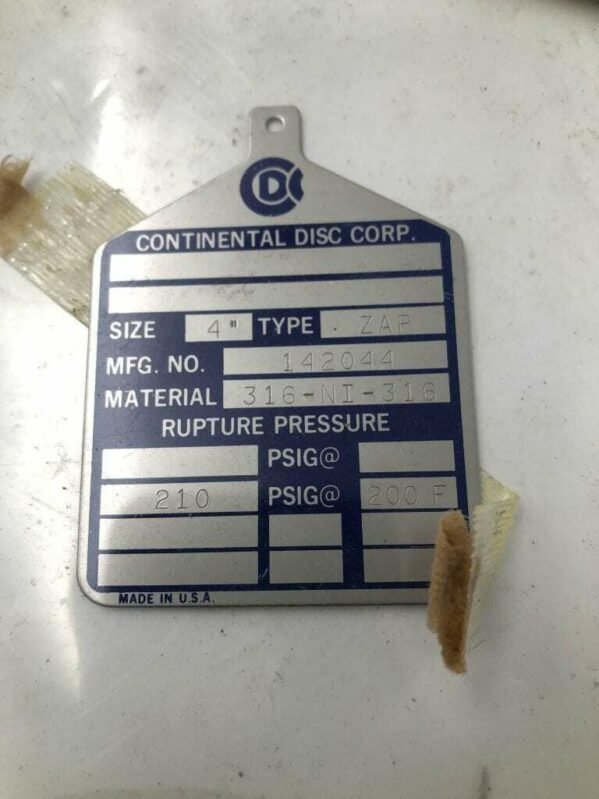 CDC
CONTINENTAL DISC CORP.
SIZE 4" TYPE ZAP
MFG. NO. 142044
MATERIAL 316-NI-316
RUPTURE PRESSURE
PSIG@
210 PSIG@ 200 F
MADE IN U.S.A.